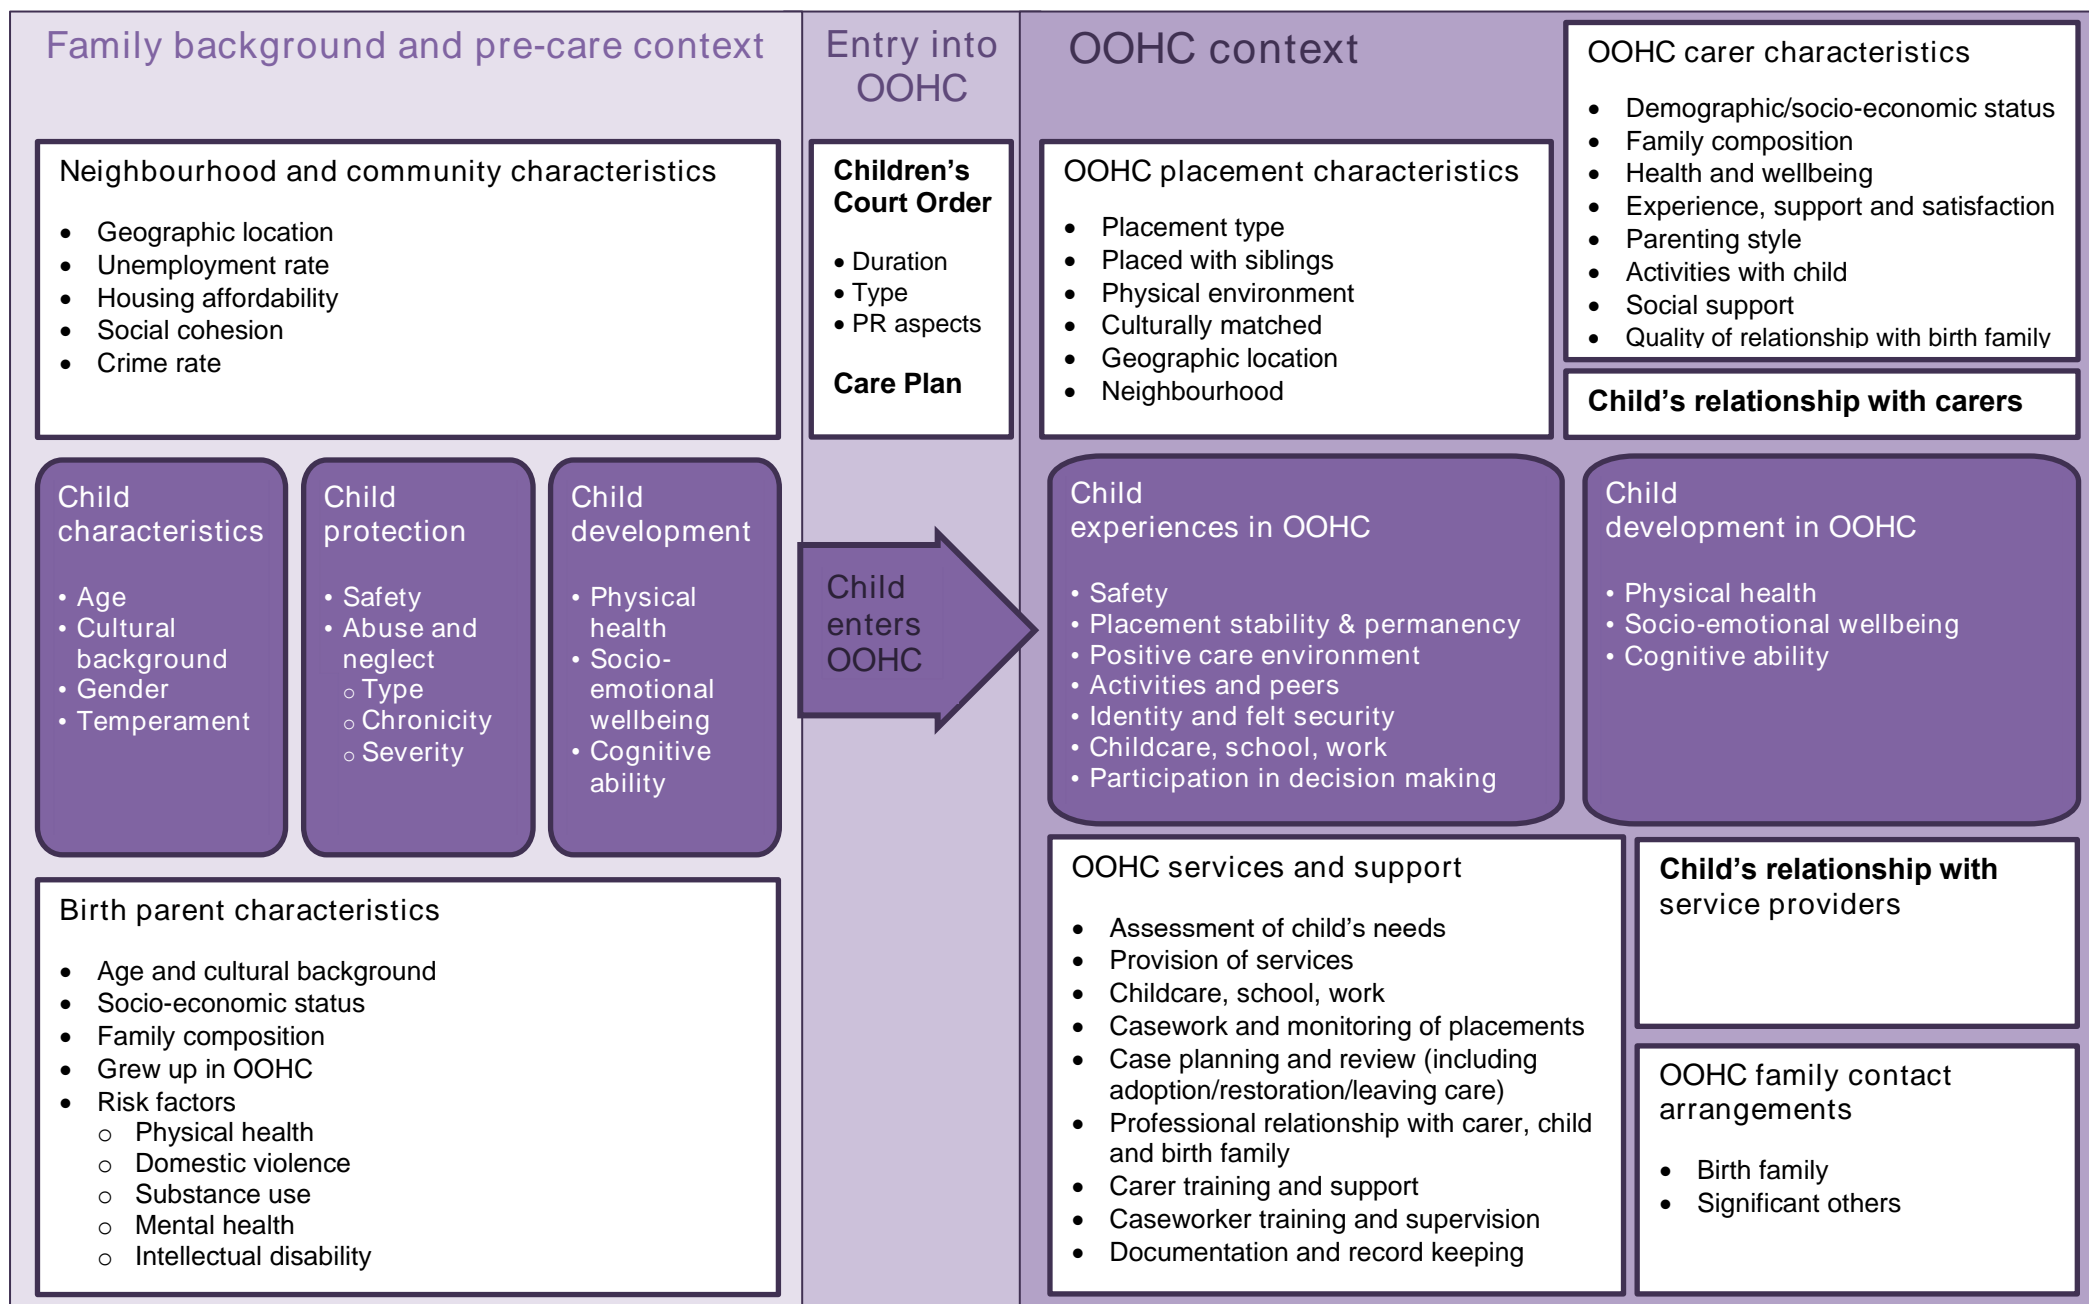 Family background and pre-care context
Neighbourhood and community characteristics
• Geographic location
• Unemployment rate
• Housing affordability
• Social cohesion
• Crime rate
Child
characteristics
• Age
• Cultural
background
• Gender
• Temperament
Child
protection
• Safety
• Abuse and
neglect
o Type
o Chronicity
o Severity
Child
development
• Physical
health
• Socio-
emotional
wellbeing
• Cognitive
ability
Birth parent characteristics
• Age and cultural background
• Socio-economic status
• Family composition
• Grew up in OOHC
• Risk factors
o Physical health
o Domestic violence
o Substance use
o Mental health
o Intellectual disability
Entry into
OOHC
Children's
Court Order
• Duration
• Type
• PR aspects
Care Plan
Child
enters
OOHC
OOHC context
OOHC placement characteristics
• Placement type
• Placed with siblings
• Physical environment
• Culturally matched
• Geographic location
• Neighbourhood
OOHC carer characteristics
• Demographic/socio-economic status
• Family composition
• Health and wellbeing
• Experience, support and satisfaction
• Parenting style
• Activities with child
• Social support
• Quality of relationship with birth family
Child's relationship with carers
Child
experiences in OOHC
• Safety
• Placement stability & permanency
• Positive care environment
• Activities and peers
• Identity and felt security
• Childcare, school, work
• Participation in decision making
Child
development in OOHC
• Physical health
• Socio-emotional wellbeing
• Cognitive ability
OOHC services and support
• Assessment of child's needs
• Provision of services
• Childcare, school, work
• Casework and monitoring of placements
• Case planning and review (including
adoption/restoration/leaving care)
• Professional relationship with carer, child
and birth family
• Carer training and support
• Caseworker training and supervision
• Documentation and record keeping
Child's relationship with
service providers
OOHC family contact
arrangements
• Birth family
• Significant others